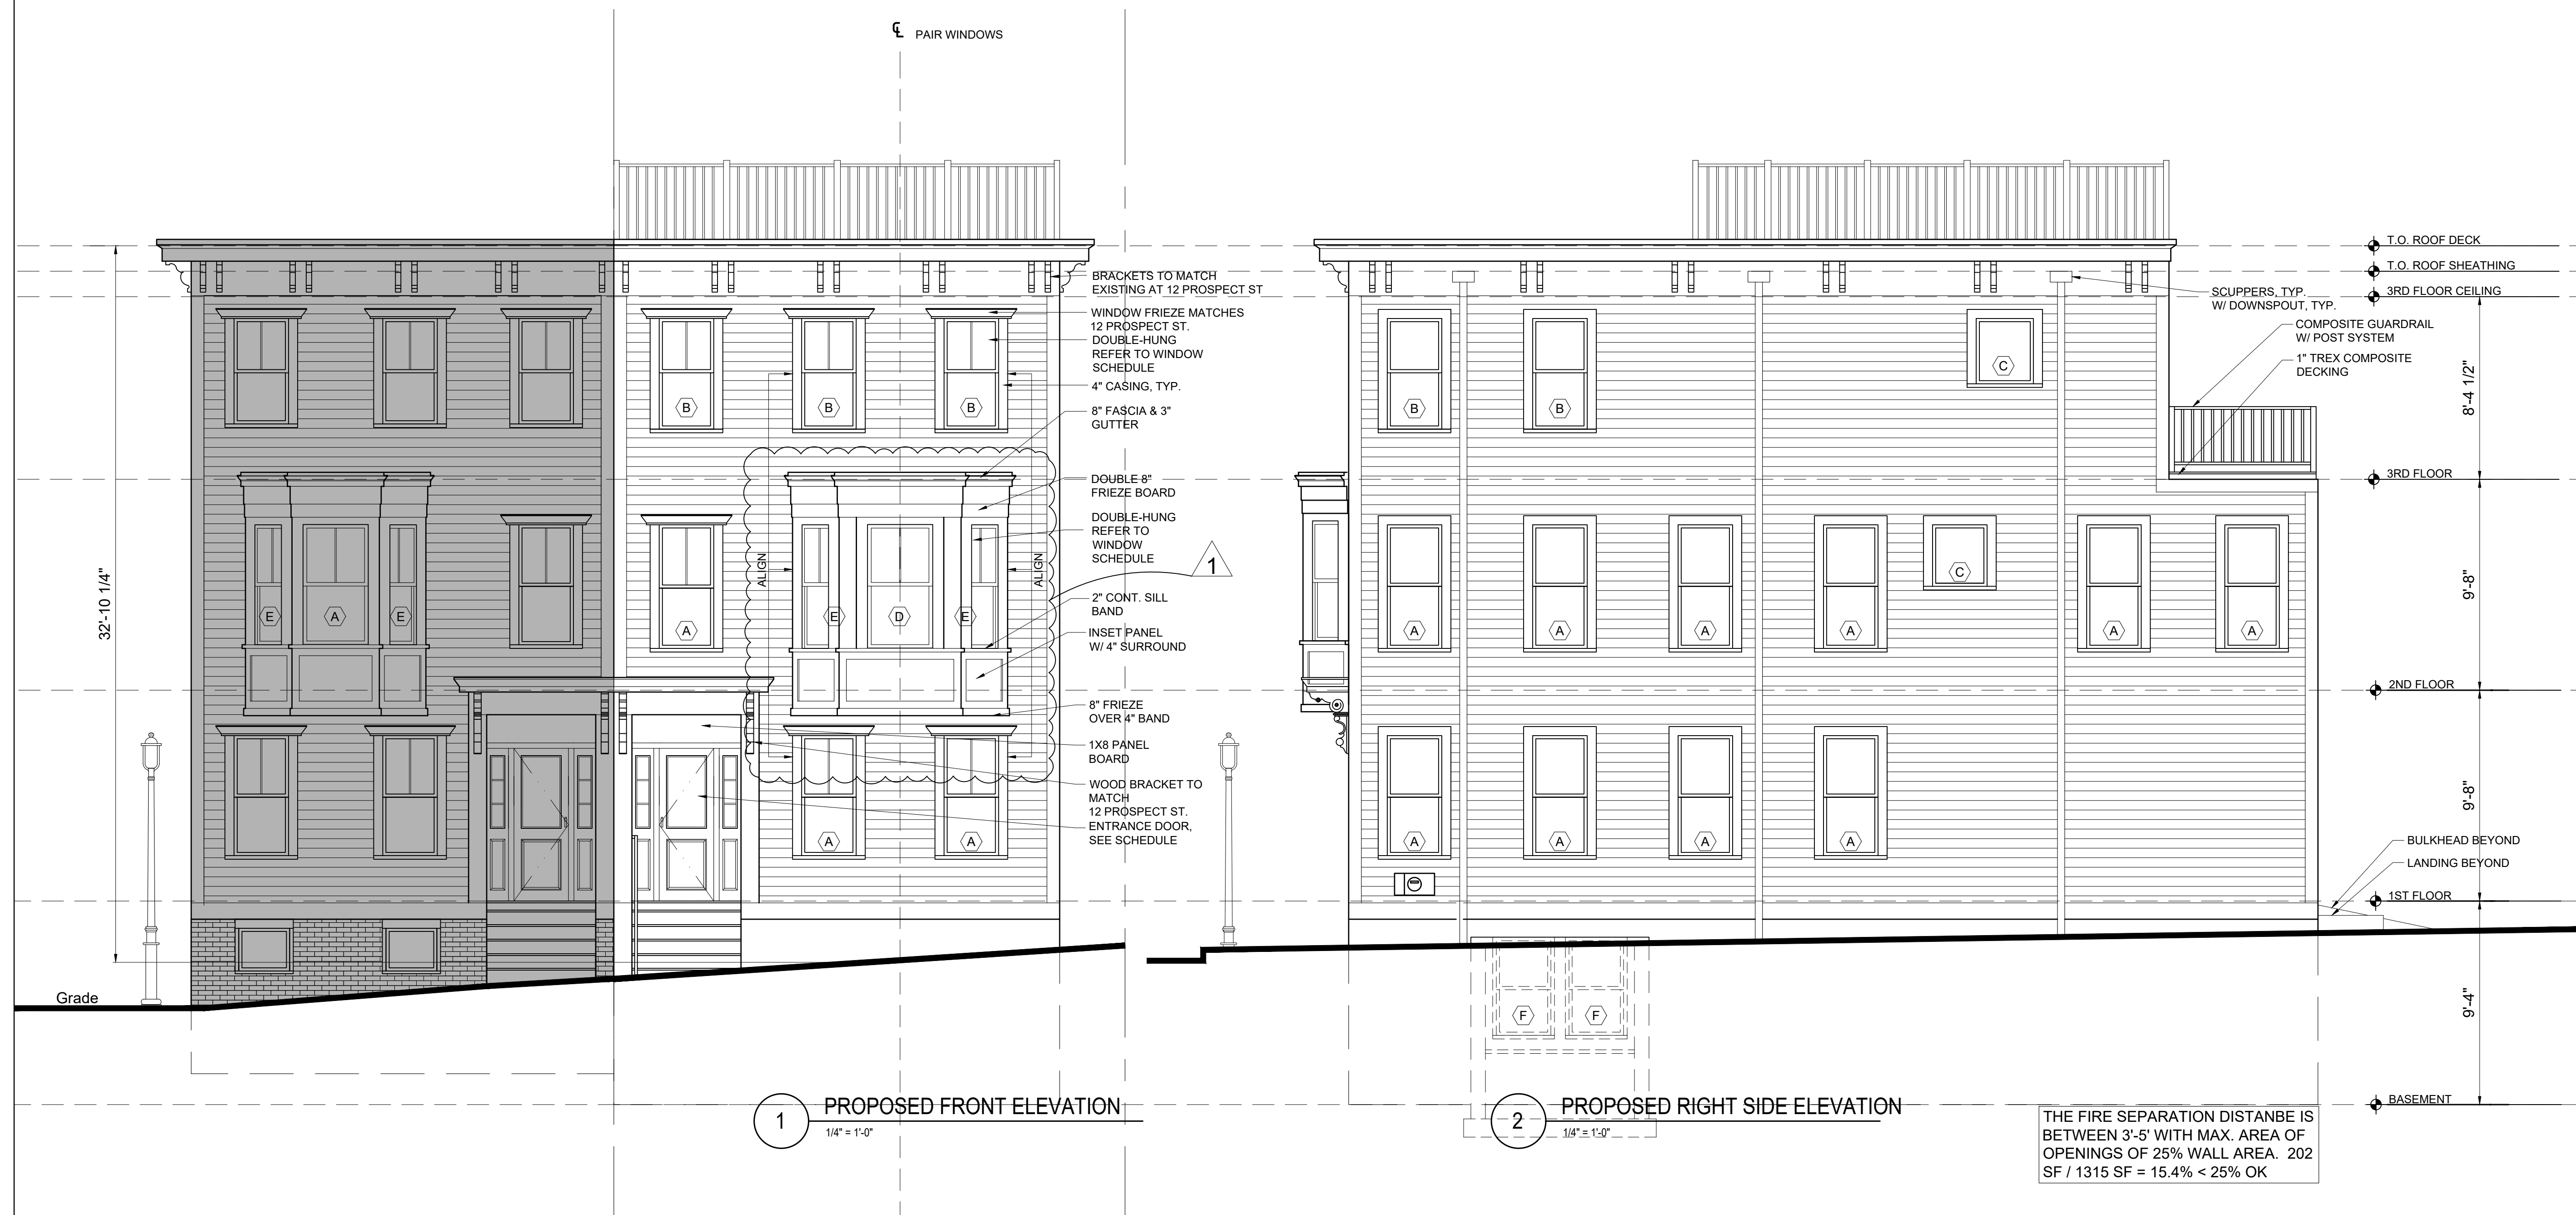 ℄ PAIR WINDOWS
BRACKETS TO MATCH
EXISTING AT 12 PROSPECT ST
WINDOW FRIEZE MATCHES
12 PROSPECT ST.
DOUBLE-HUNG
REFER TO WINDOW
SCHEDULE
4" CASING, TYP.
8" FASCIA & 3"
GUTTER
DOUBLE 8"
FRIEZE BOARD
DOUBLE-HUNG
REFER TO
WINDOW
SCHEDULE
1
2" CONT. SILL
BAND
INSET PANEL
W/ 4" SURROUND
8" FRIEZE
OVER 4" BAND
1X8 PANEL
BOARD
WOOD BRACKET TO
MATCH
12 PROSPECT ST.
ENTRANCE DOOR,
SEE SCHEDULE
B B B
ALIGN
ALIGN
E A E
A
E D E
A A
32'-10 1/4"
Grade
1 PROPOSED FRONT ELEVATION
1/4" = 1'-0"
B B C
A A A A C A A
A A A A
F F
SCUPPERS, TYP.
W/ DOWNSPOUT, TYP.
COMPOSITE GUARDRAIL
W/ POST SYSTEM
1" TREX COMPOSITE
DECKING
BULKHEAD BEYOND
LANDING BEYOND
T.O. ROOF DECK
T.O. ROOF SHEATHING
3RD FLOOR CEILING
8'-4 1/2"
3RD FLOOR
9'-8"
2ND FLOOR
9'-8"
1ST FLOOR
9'-4"
BASEMENT
2 PROPOSED RIGHT SIDE ELEVATION
1/4" = 1'-0"
THE FIRE SEPARATION DISTANBE IS
BETWEEN 3'-5' WITH MAX. AREA OF
OPENINGS OF 25% WALL AREA. 202
SF / 1315 SF = 15.4% < 25% OK